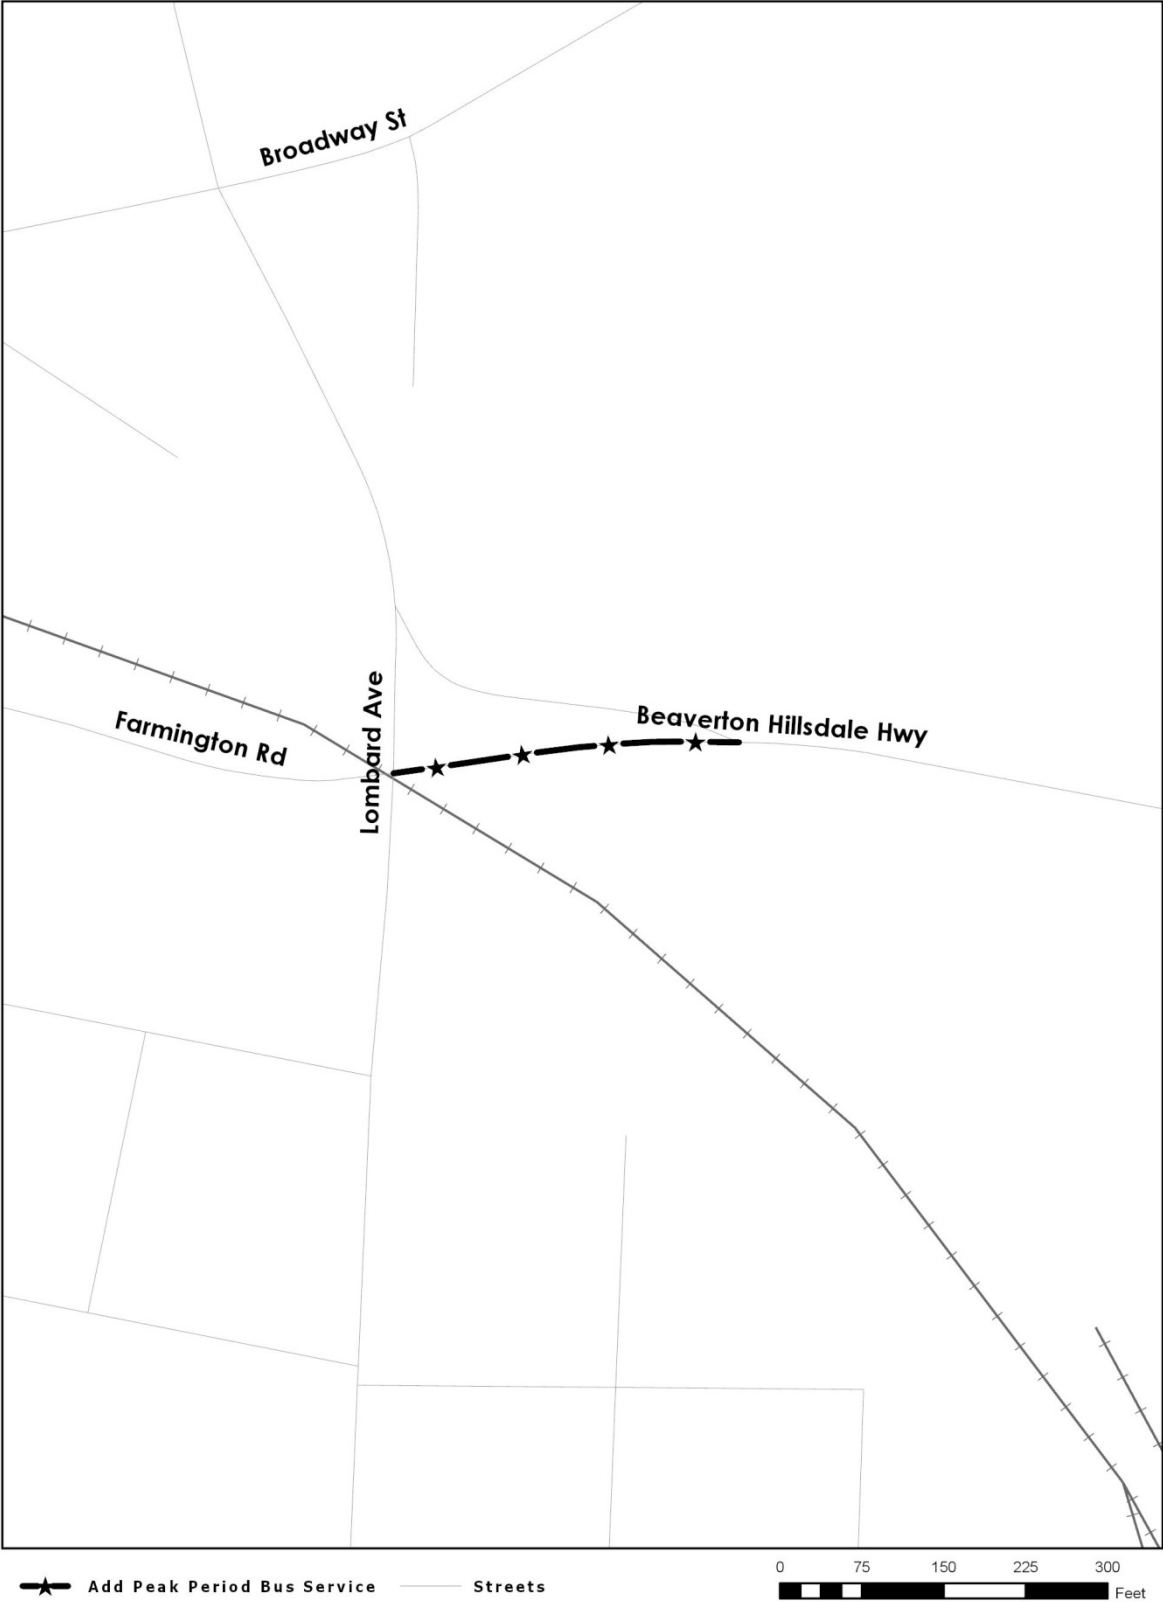 Broadway St
Lombard Ave
Farmington Rd
Beaverton Hillsdale Hwy
Add Peak Period Bus Service
Streets
0 75 150 225 300
Feet